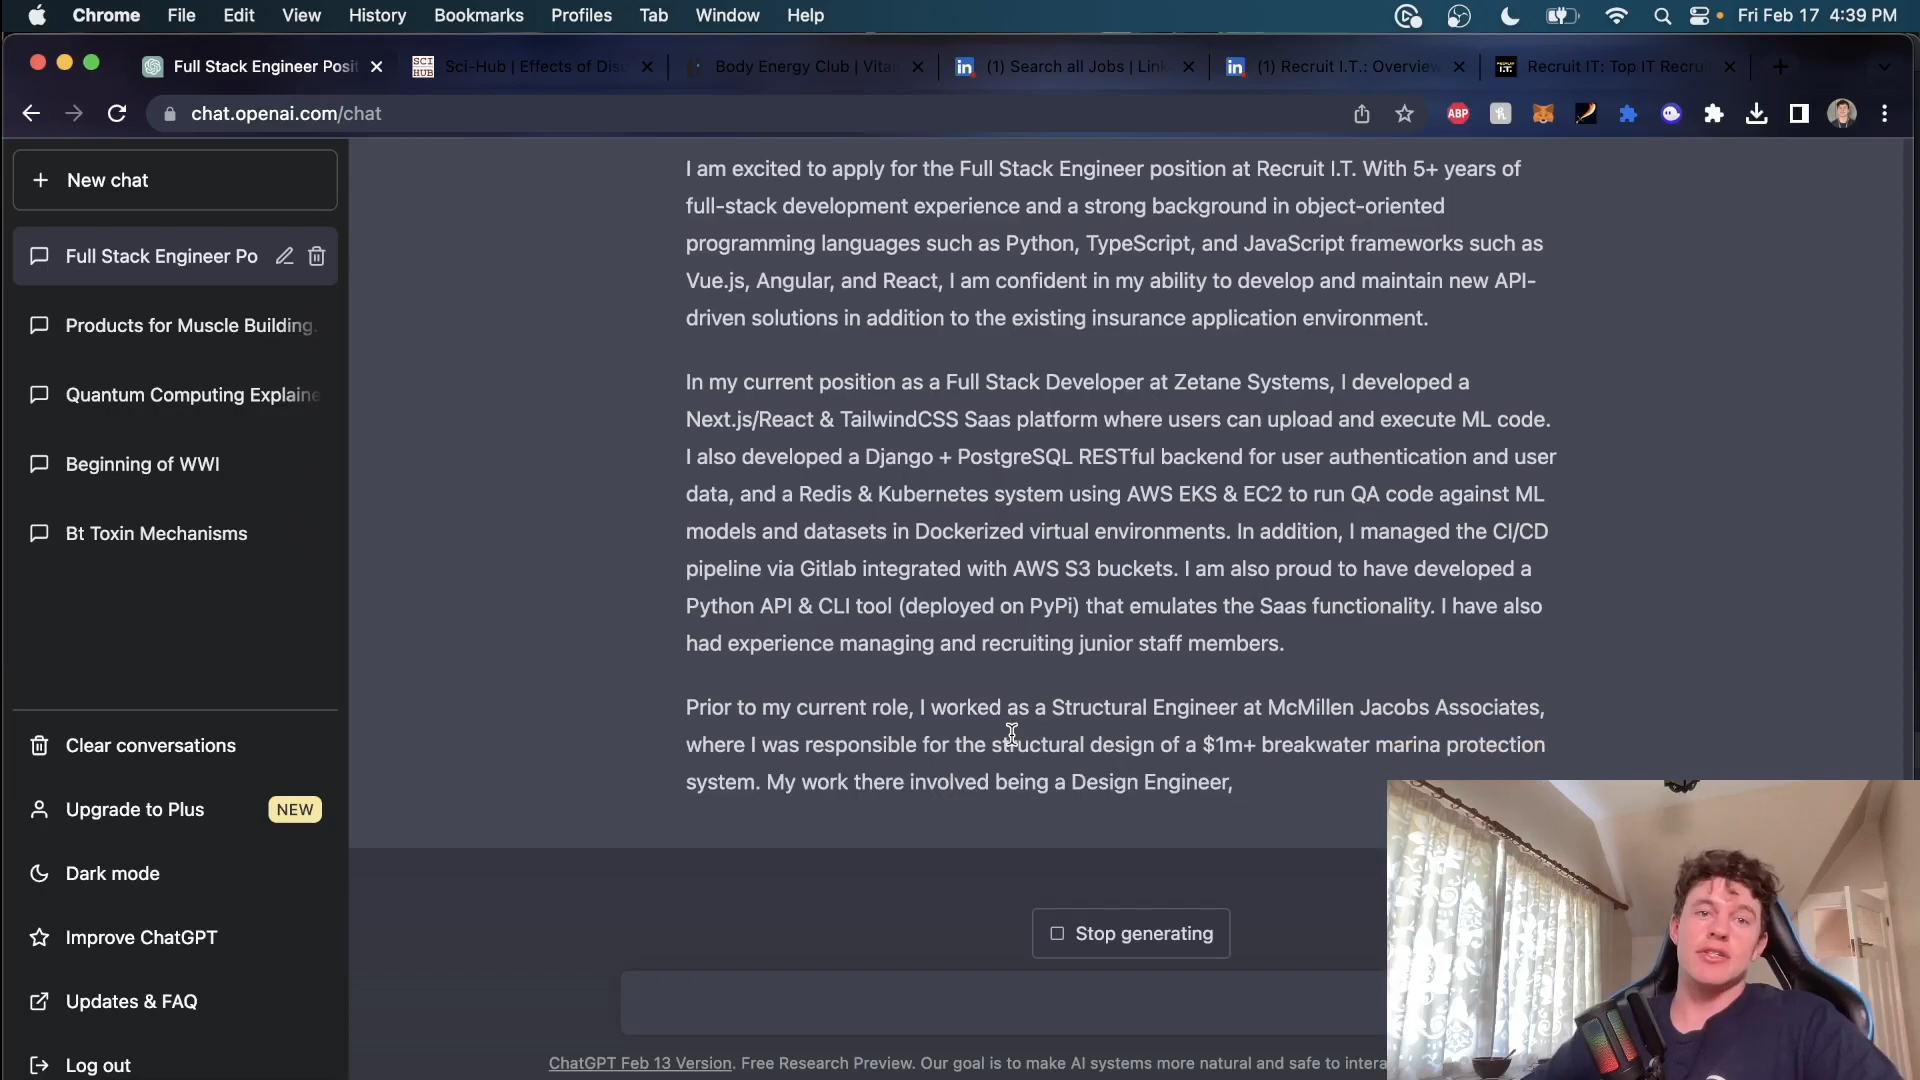 Chrome File Edit View History Bookmarks Profiles Tab Window Help
Fri Feb 17 4:39 PM
Full Stack Engineer Posit
SCI HUB Sci-Hub | Effects of Disu
Body Energy Club | Vita
in (1) Search all Jobs | Link
in (1) Recruit I.T.: Overview
Recruit IT: Top IT Recrui
chat.openai.com/chat
ABP
New chat
Full Stack Engineer Po
Products for Muscle Building.
Quantum Computing Explaine
Beginning of WWI
Bt Toxin Mechanisms
Clear conversations
Upgrade to Plus NEW
Dark mode
Improve ChatGPT
Updates & FAQ
Log out
I am excited to apply for the Full Stack Engineer position at Recruit I.T. With 5+ years of
full-stack development experience and a strong background in object-oriented
programming languages such as Python, TypeScript, and JavaScript frameworks such as
Vue.js, Angular, and React, I am confident in my ability to develop and maintain new API-
driven solutions in addition to the existing insurance application environment.
In my current position as a Full Stack Developer at Zetane Systems, I developed a
Next.js/React & TailwindCSS Saas platform where users can upload and execute ML code.
I also developed a Django + PostgreSQL RESTful backend for user authentication and user
data, and a Redis & Kubernetes system using AWS EKS & EC2 to run QA code against ML
models and datasets in Dockerized virtual environments. In addition, I managed the CI/CD
pipeline via Gitlab integrated with AWS S3 buckets. I am also proud to have developed a
Python API & CLI tool (deployed on PyPi) that emulates the Saas functionality. I have also
had experience managing and recruiting junior staff members.
Prior to my current role, I worked as a Structural Engineer at McMillen Jacobs Associates,
where I was responsible for the structural design of a $1m+ breakwater marina protection
system. My work there involved being a Design Engineer,
Stop generating
ChatGPT Feb 13 Version. Free Research Preview. Our goal is to make AI systems more natural and safe to intera